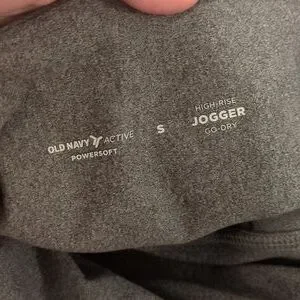 OLD NAVY ACTIVE
POWERSOFT
S
HIGH-RISE
JOGGER
GO-DRY